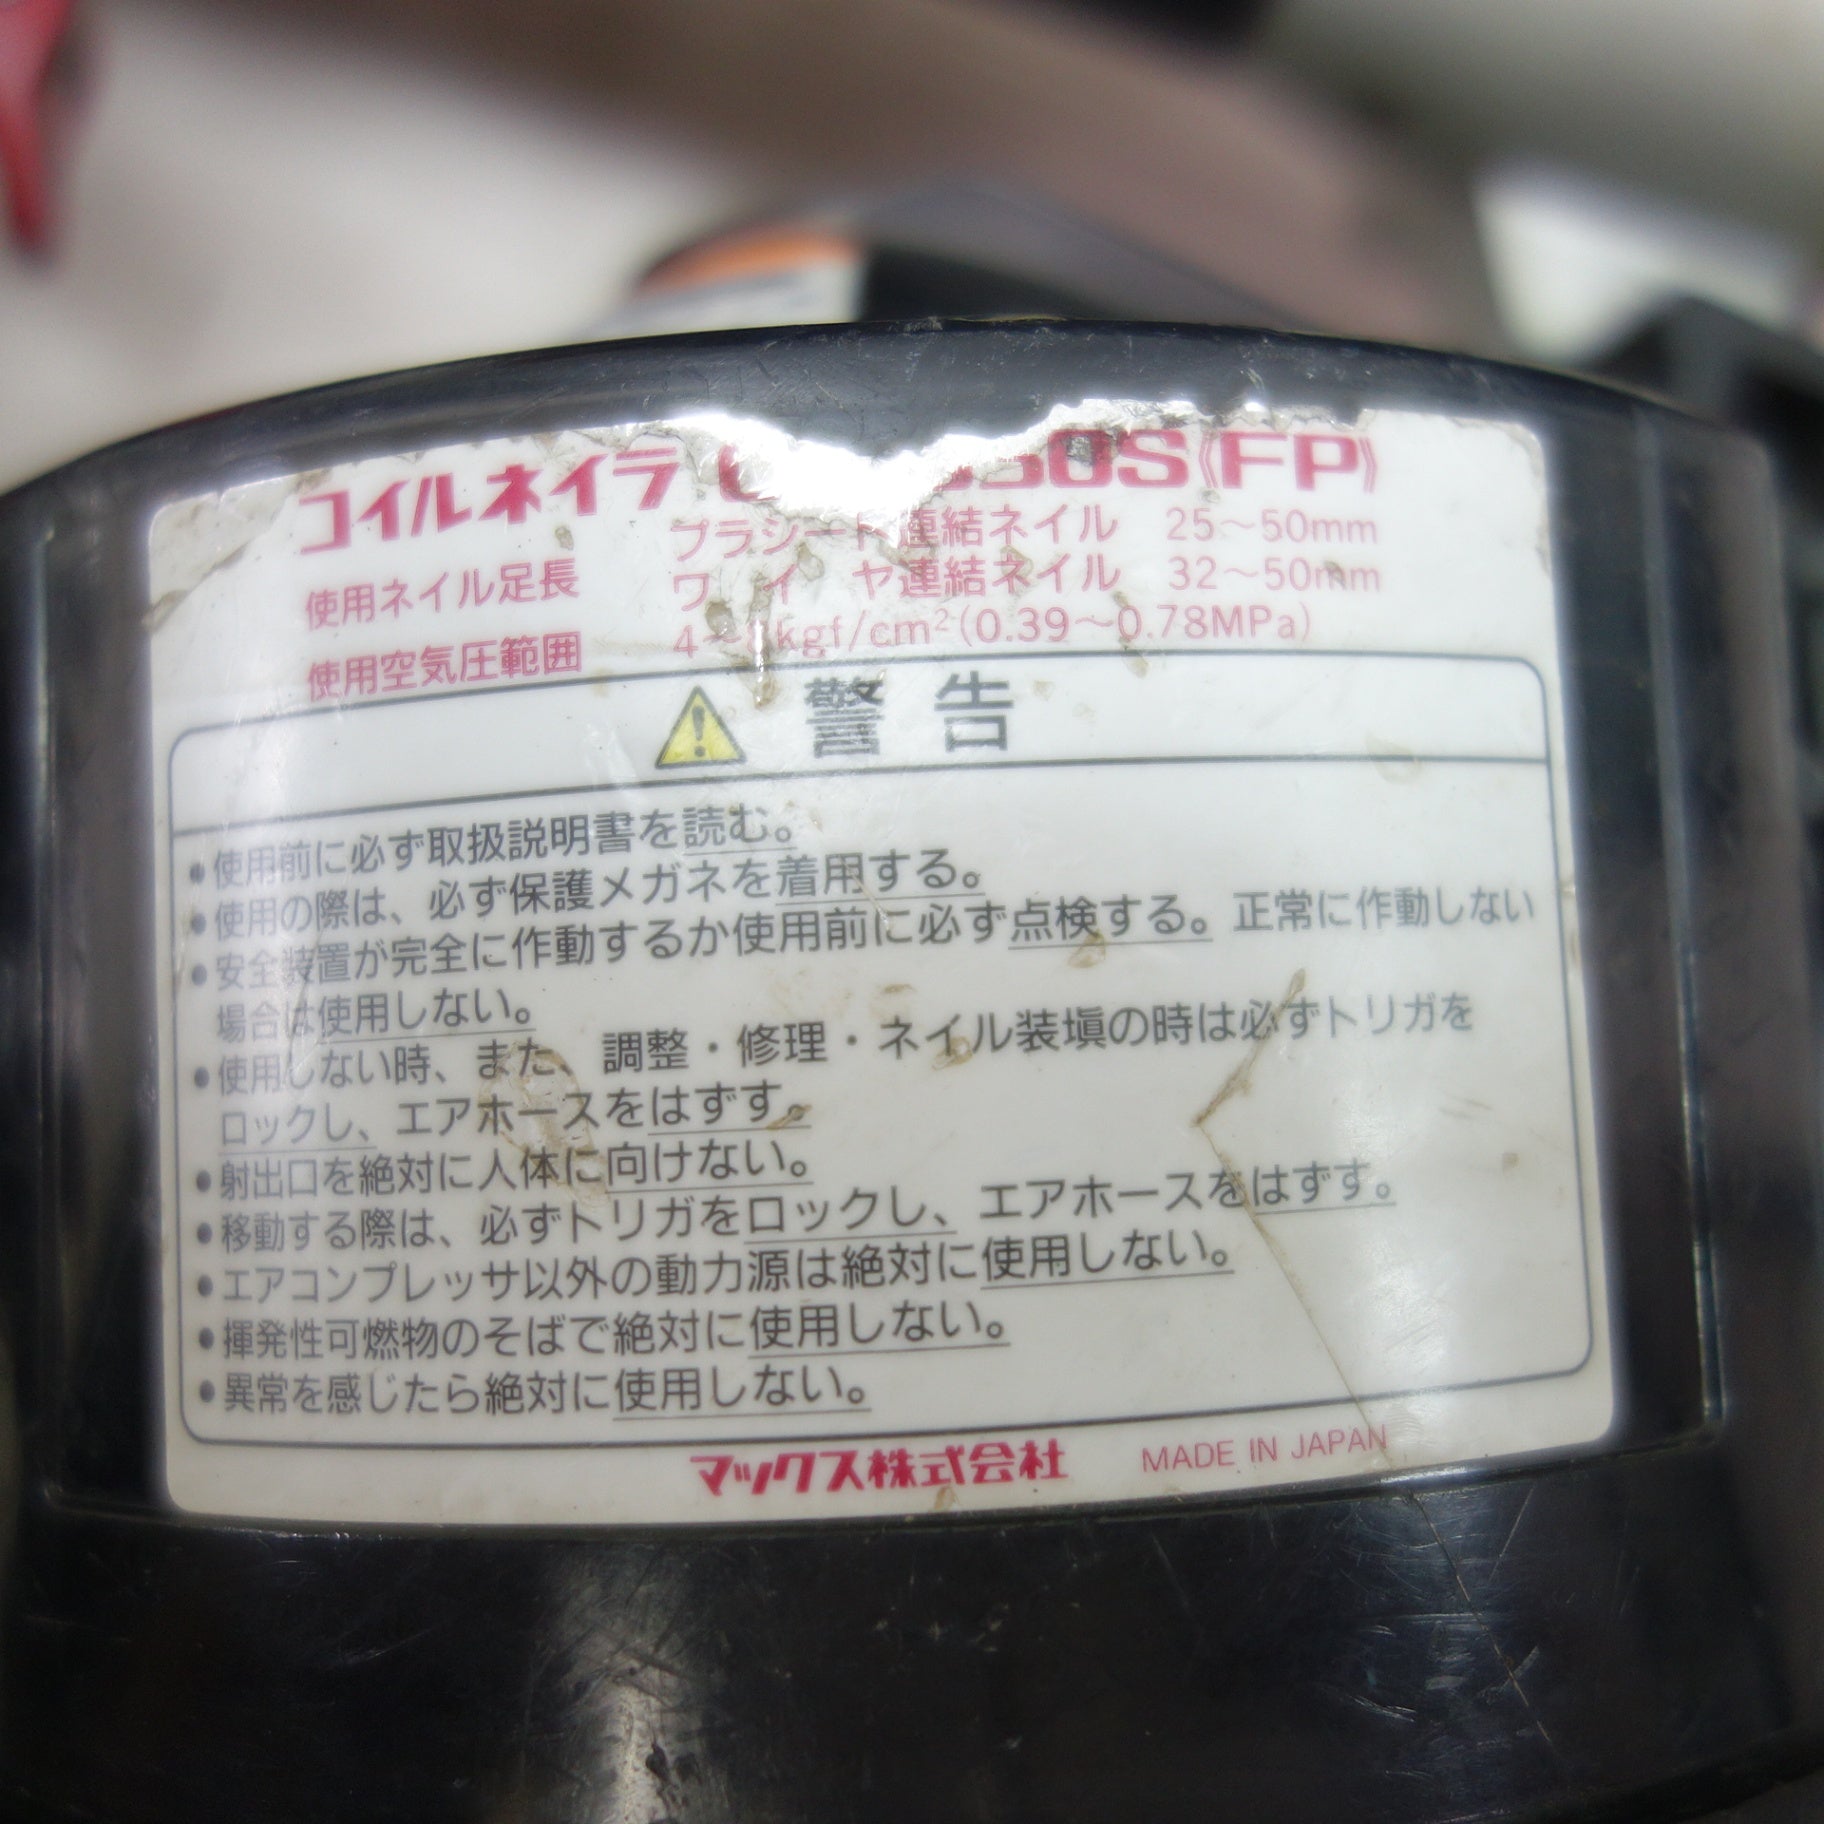 コイルネイラ 50S《FP》
使用ネイル足長 プラシート連結ネイル 25～50mm
ワイヤ連結ネイル 32～50mm
使用空気圧範囲 4～8kgf/cm²(0.39～0.78MPa)
警告
•使用前に必ず取扱説明書を読む。
•使用の際は、必ず保護メガネを着用する。
•安全装置が完全に作動するか使用前に必ず点検する。正常に作動しない
場合は使用しない。
•使用しない時、また、調整・修理・ネイル装塡の時は必ずトリガを
ロックし、エアホースをはずす。
•射出口を絶対に人体に向けない。
•移動する際は、必ずトリガをロックし、エアホースをはずす。
•エアコンプレッサ以外の動力源は絶対に使用しない。
•揮発性可燃物のそばで絶対に使用しない。
•異常を感じたら絶対に使用しない。
マックス株式会社 MADE IN JAPAN